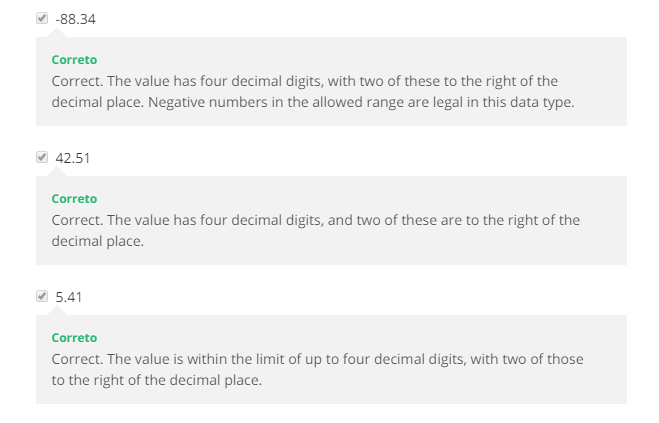 -88.34
Correto
Correct. The value has four decimal digits, with two of these to the right of the
decimal place. Negative numbers in the allowed range are legal in this data type.
42.51
Correto
Correct. The value has four decimal digits, and two of these are to the right of the
decimal place.
5.41
Correto
Correct. The value is within the limit of up to four decimal digits, with two of those
to the right of the decimal place.